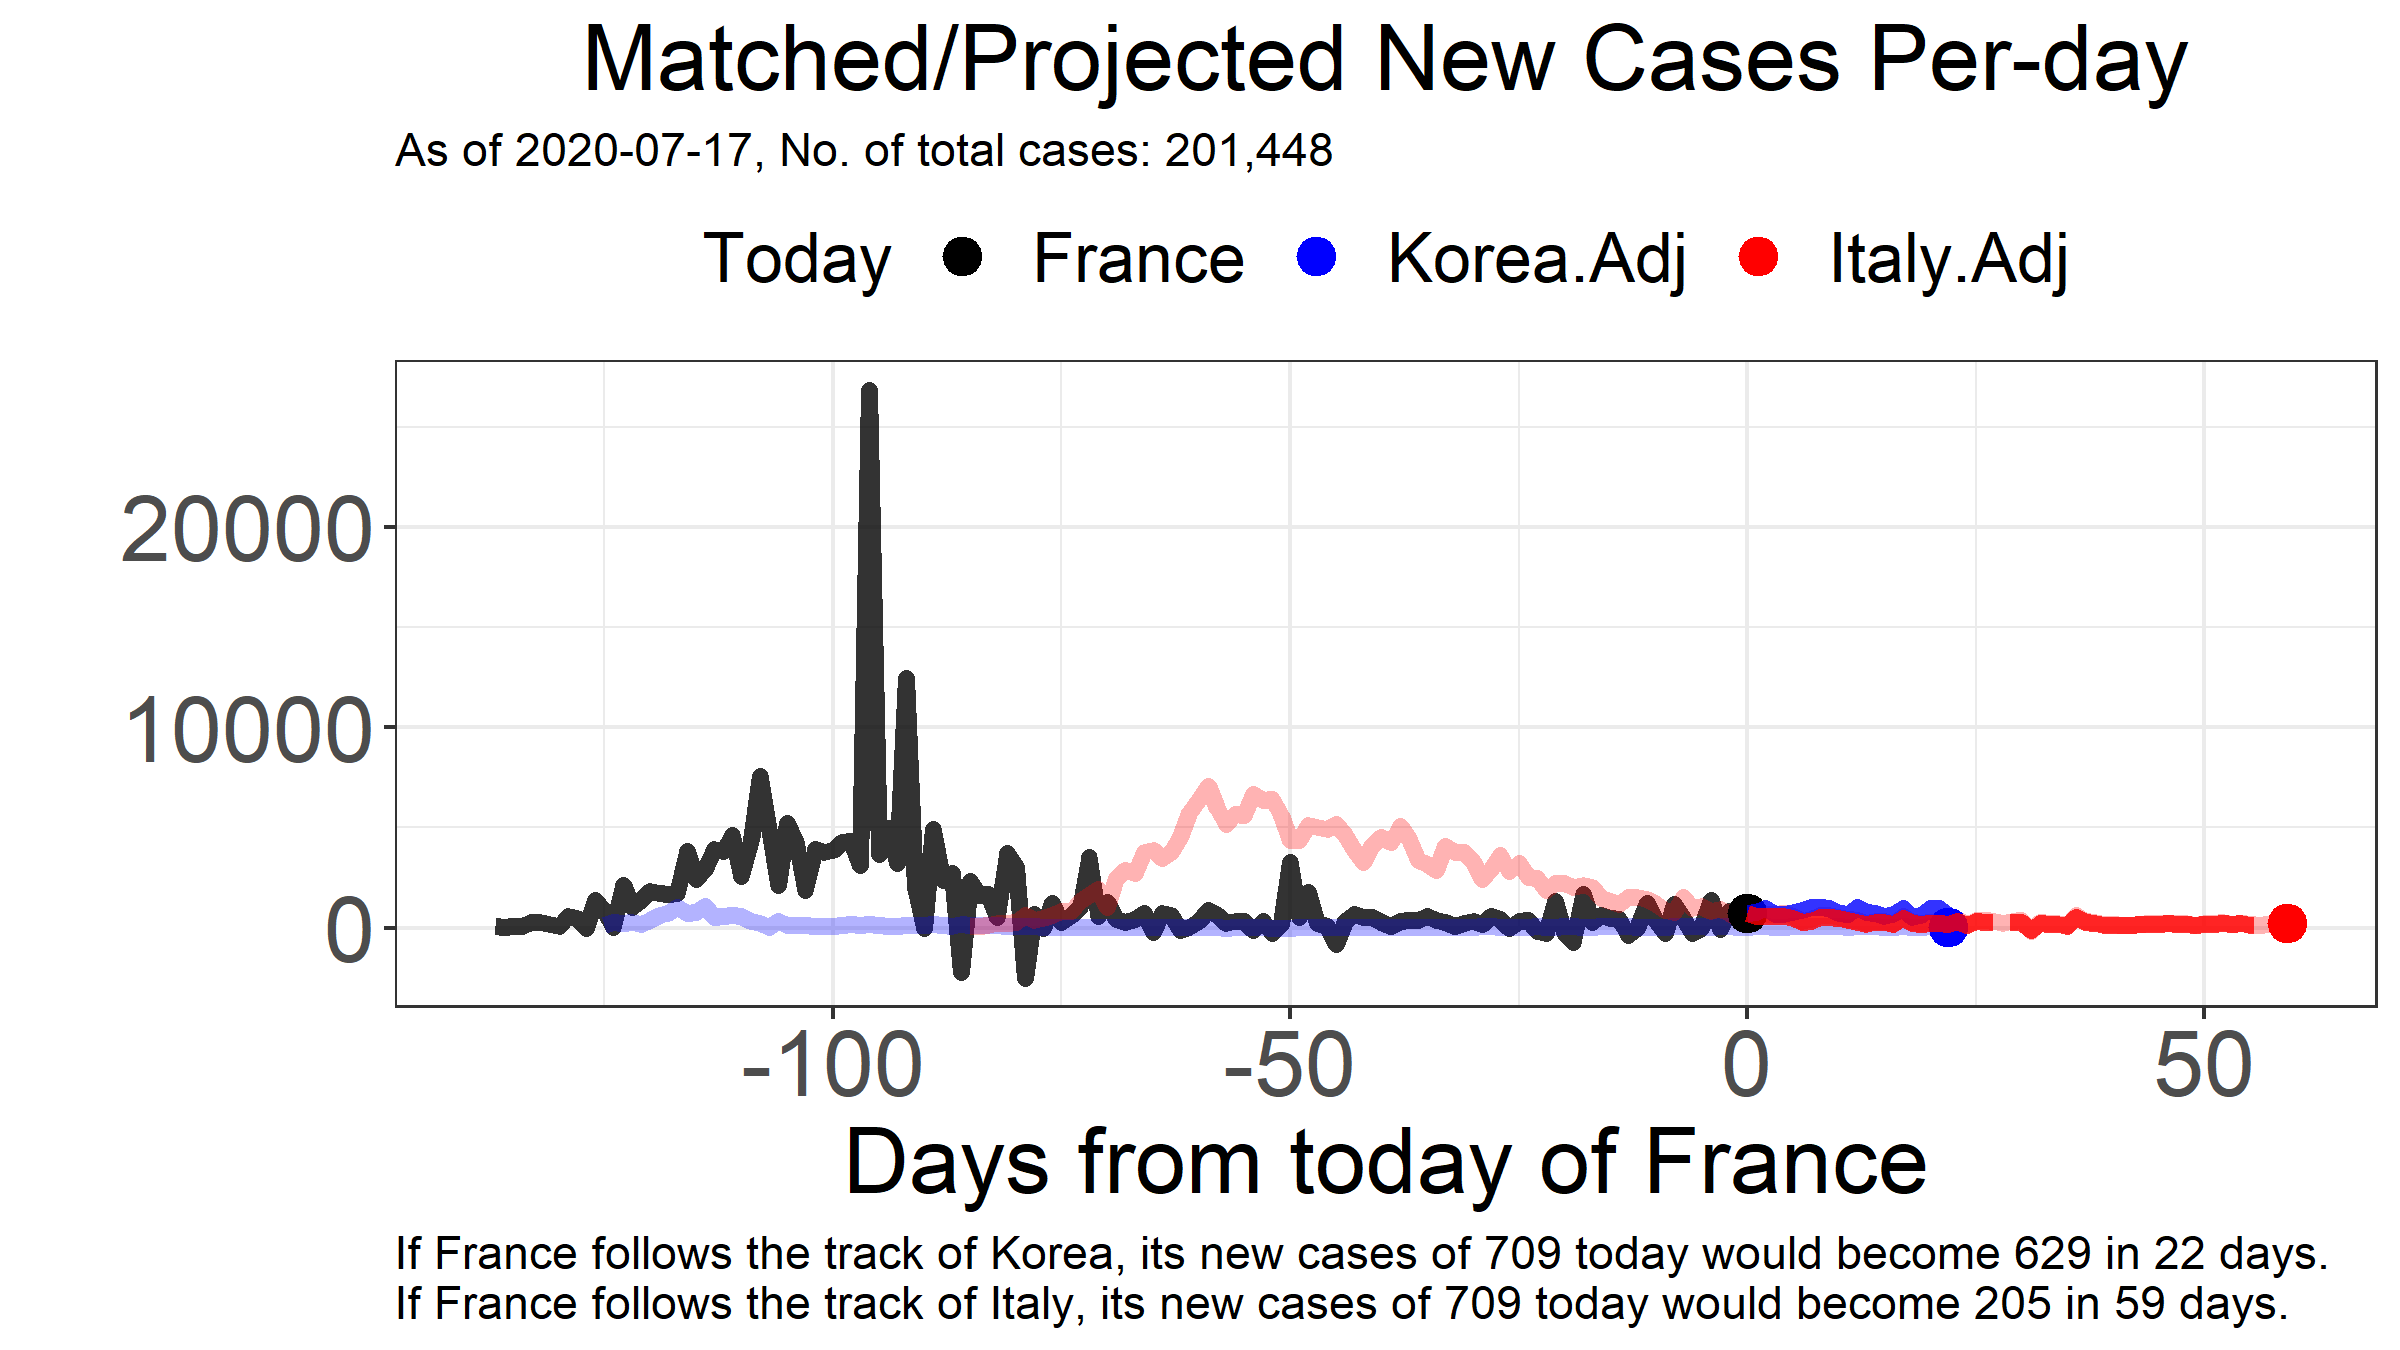 Matched/Projected New Cases Per-day
As of 2020-07-17, No. of total cases: 201,448
Today France Korea.Adj Italy.Adj
20000
10000
0
-100 -50 0 50
Days from today of France
If France follows the track of Korea, its new cases of 709 today would become 629 in 22 days.
If France follows the track of Italy, its new cases of 709 today would become 205 in 59 days.